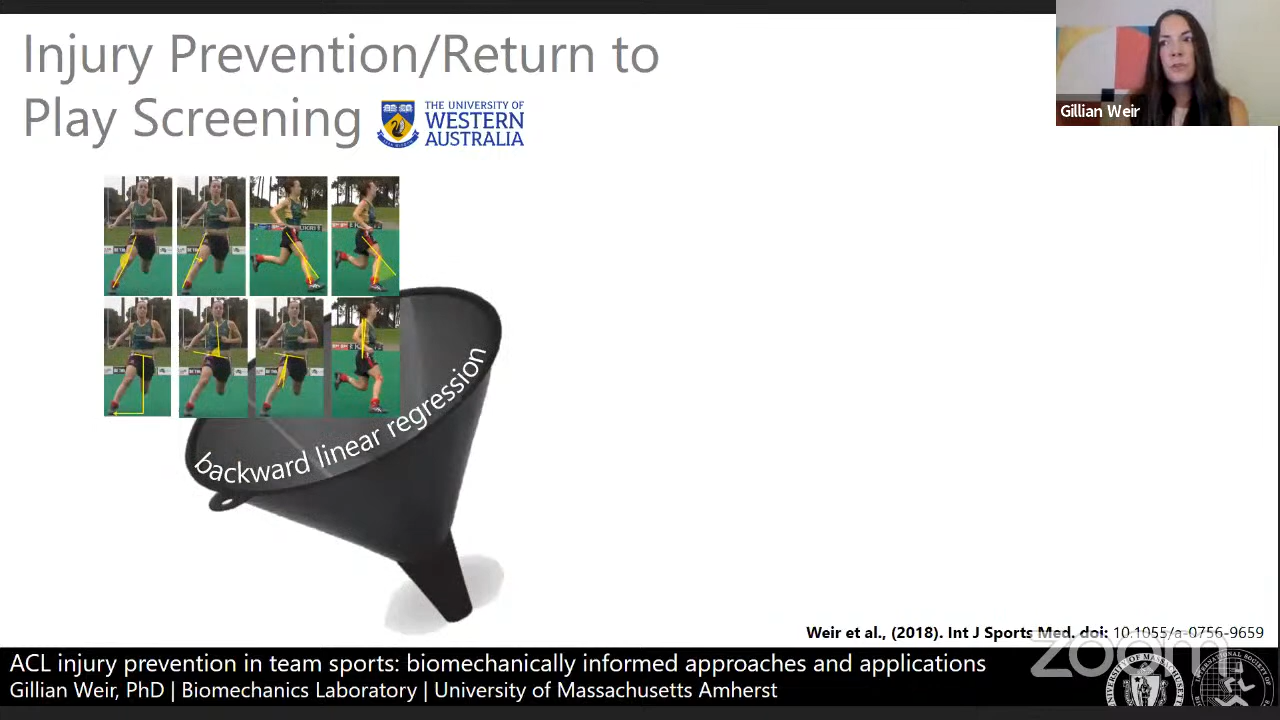 Injury Prevention/Return to
Play Screening
THE UNIVERSITY OF
WESTERN
AUSTRALIA
Gillian Weir
backward linear regression
Weir et al., (2018). Int J Sports Med. doi: 10.1055/a-0756-9659
zoom
ACL injury prevention in team sports: biomechanically informed approaches and applications
Gillian Weir, PhD | Biomechanics Laboratory | University of Massachusetts Amherst